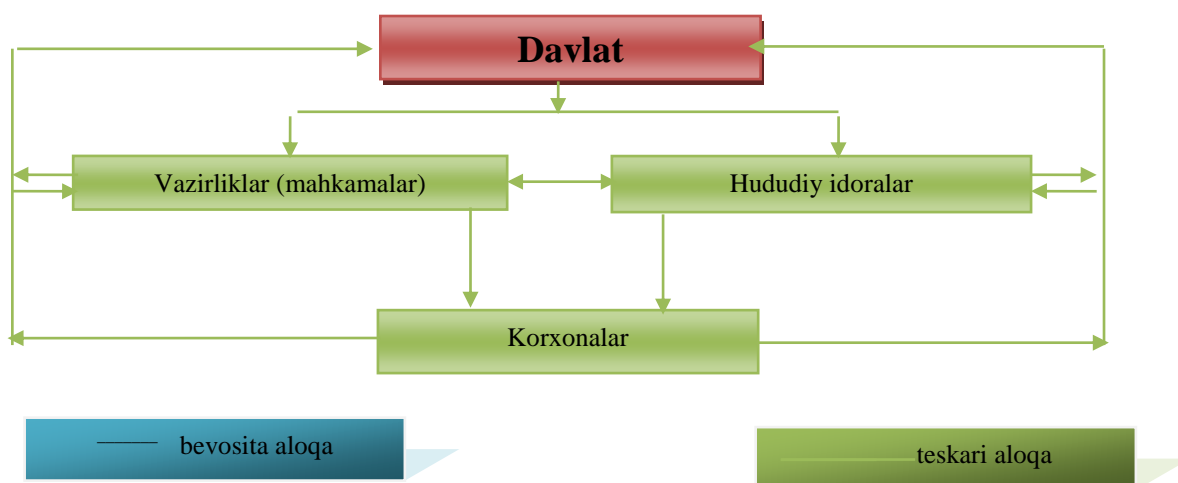 Davlat
Vazirliklar (mahkamalar)
Hududiy idoralar
Korxonalar
bevosita aloqa
teskari aloqa